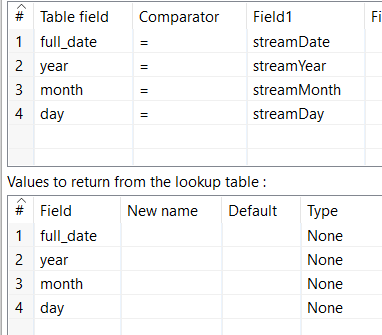 # Table field Comparator Field1 Fi
1 full_date = streamDate
2 year = streamYear
3 month = streamMonth
4 day = streamDay
Values to return from the lookup table :
# Field New name Default Type
1 full_date None
2 year None
3 month None
4 day None